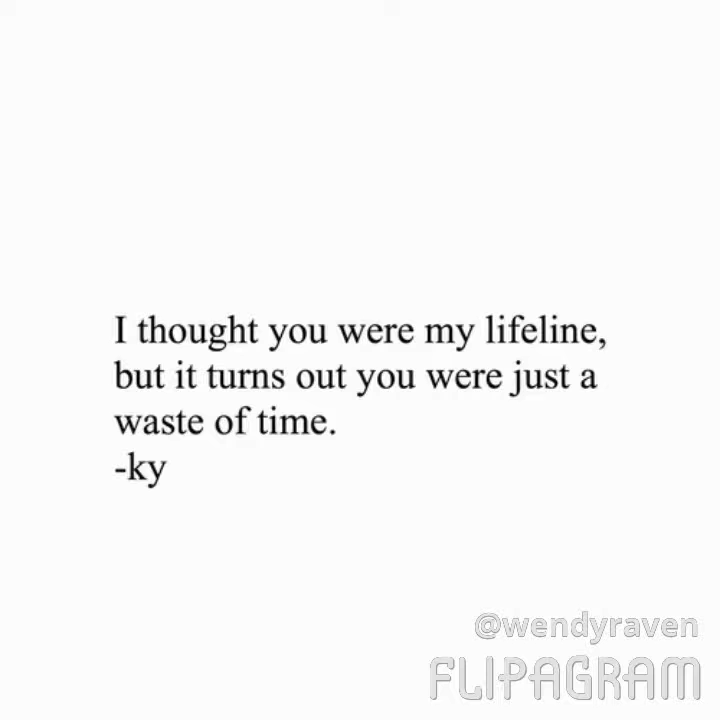 I thought you were my lifeline,
but it turns out you were just a
waste of time.
-ky
@wendyraven
FLIPAGRAM